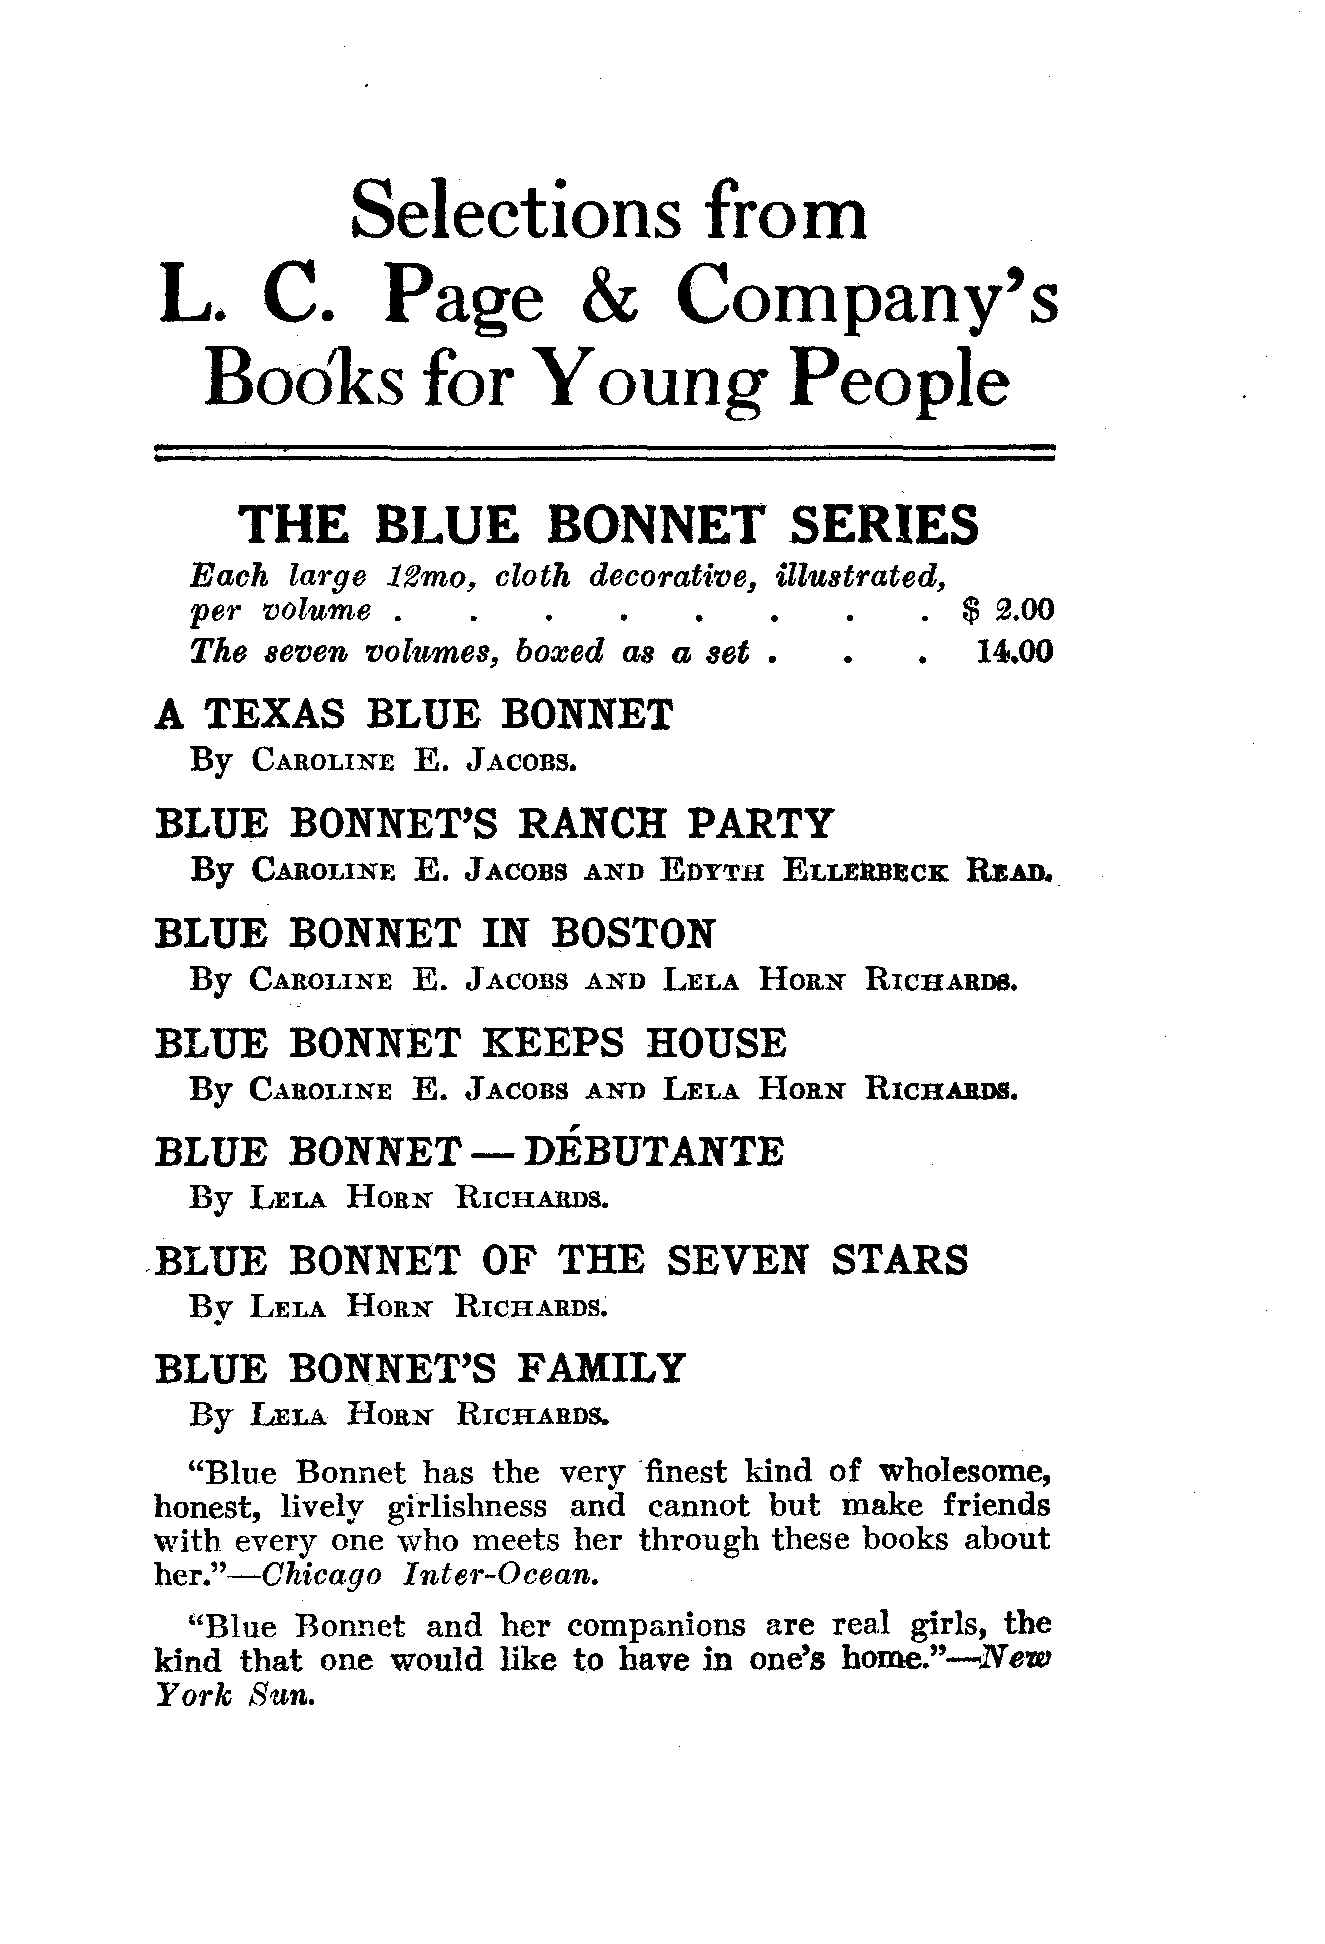 Selections from
L. C. Page & Company's
Books for Young People
THE BLUE BONNET SERIES
Each large 12mo, cloth decorative, illustrated,
per volume . . . . . . . . $ 2.00
The seven volumes, boxed as a set . . . 14.00
A TEXAS BLUE BONNET
By CAROLINE E. JACOBS.
BLUE BONNET'S RANCH PARTY
By CAROLINE E. JACOBS AND EDYTH ELLERBECK READ.
BLUE BONNET IN BOSTON
By CAROLINE E. JACOBS AND LELA HORN RICHARDS.
BLUE BONNET KEEPS HOUSE
By CAROLINE E. JACOBS AND LELA HORN RICHARDS.
BLUE BONNET — DÉBUTANTE
By LELA HORN RICHARDS.
BLUE BONNET OF THE SEVEN STARS
By LELA HORN RICHARDS.
BLUE BONNET'S FAMILY
By LELA HORN RICHARDS.
"Blue Bonnet has the very finest kind of wholesome,
honest, lively girlishness and cannot but make friends
with every one who meets her through these books about
her."—Chicago Inter-Ocean.
"Blue Bonnet and her companions are real girls, the
kind that one would like to have in one's home."—New
York Sun.